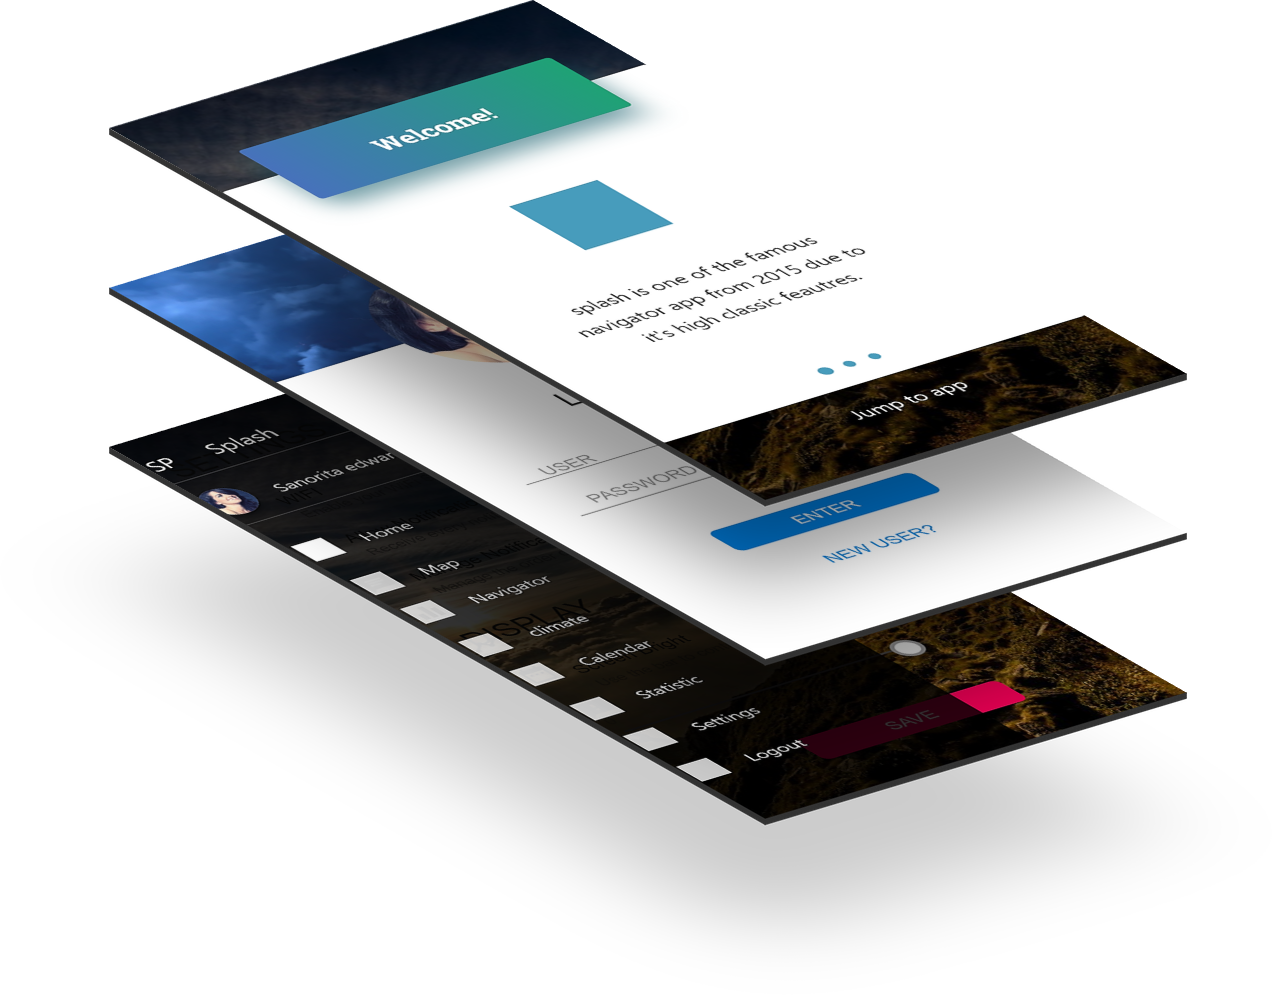 Welcome!
splash is one of the famous
navigator app from 2015 due to
it's high classic feautres.
Jump to app
USER
PASSWORD
ENTER
NEW USER?
SP Splash
Sanorita edwar
Home
Map
Navigator
climate
Calendar
Statistic
Settings
Logout
DISPLAY
SAVE